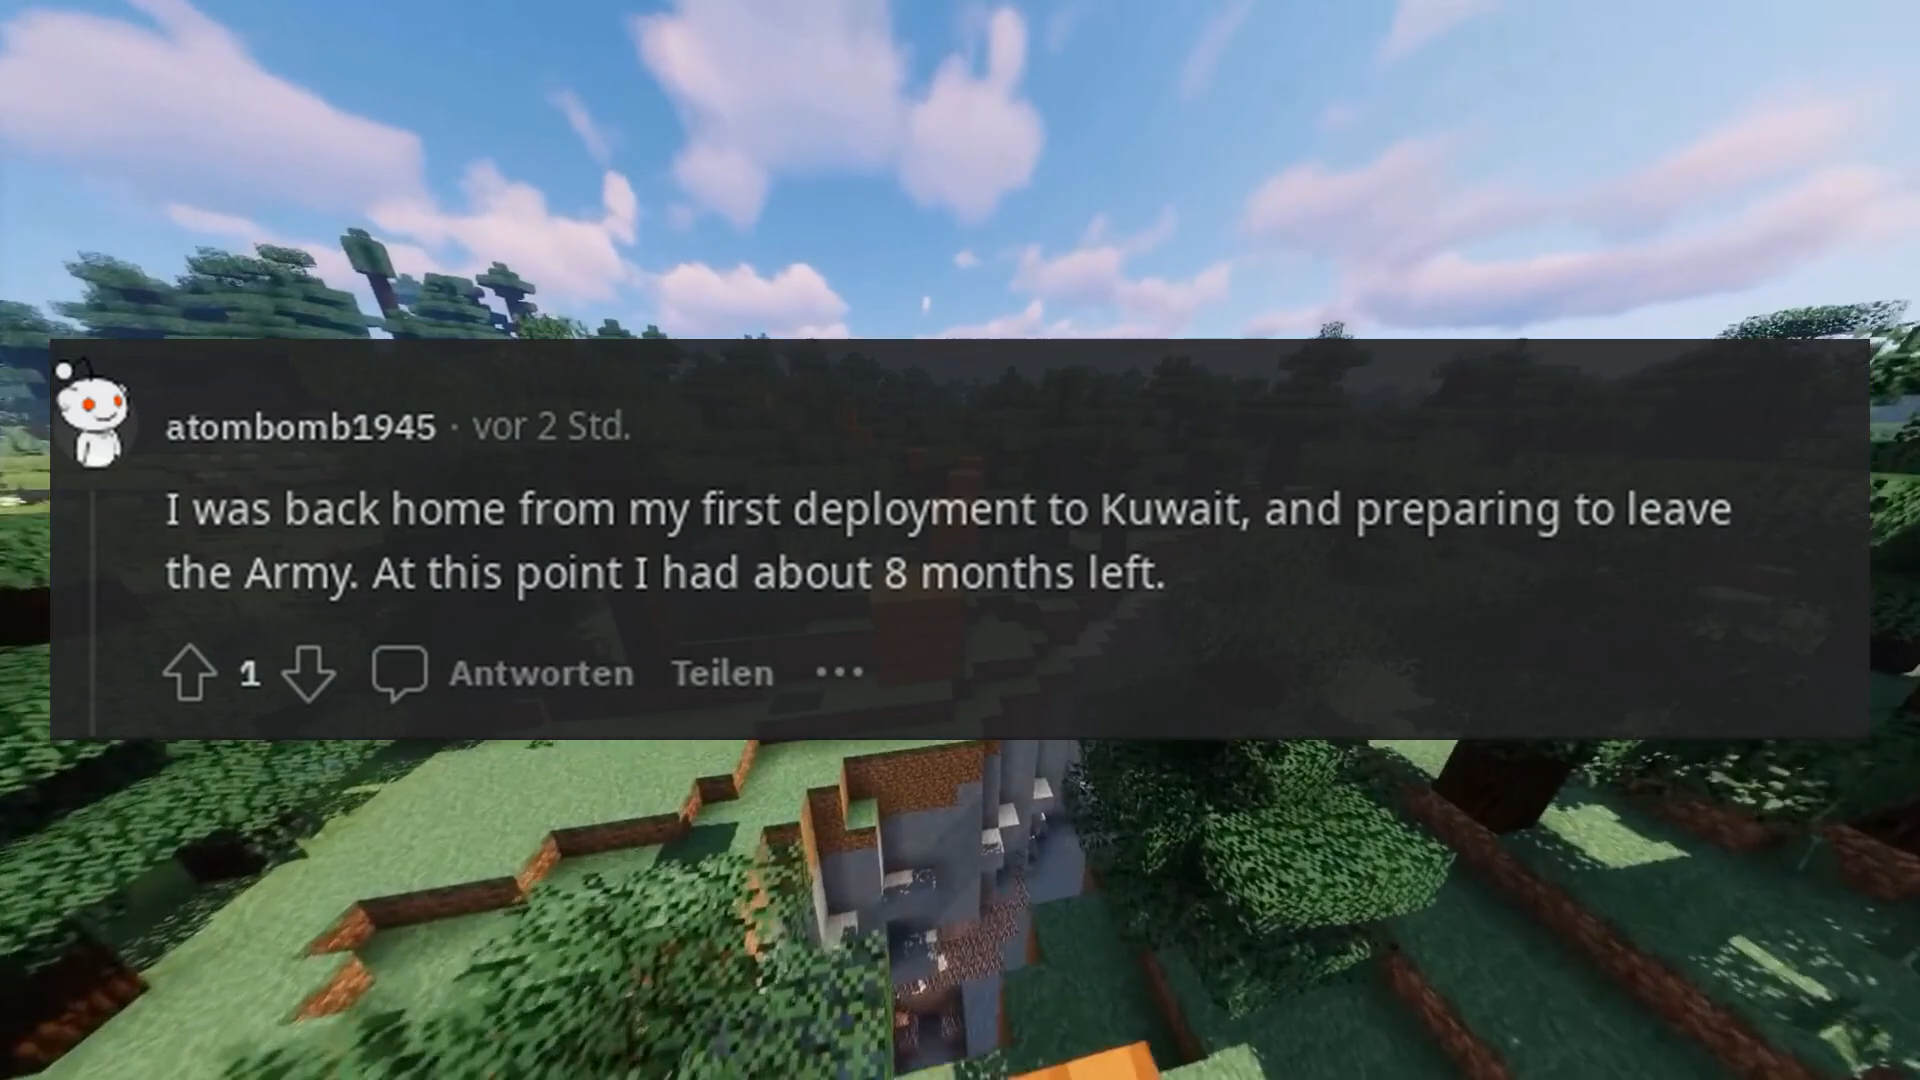 atombomb1945 · vor 2 Std.
I was back home from my first deployment to Kuwait, and preparing to leave
the Army. At this point I had about 8 months left.
1 Antworten Teilen •••